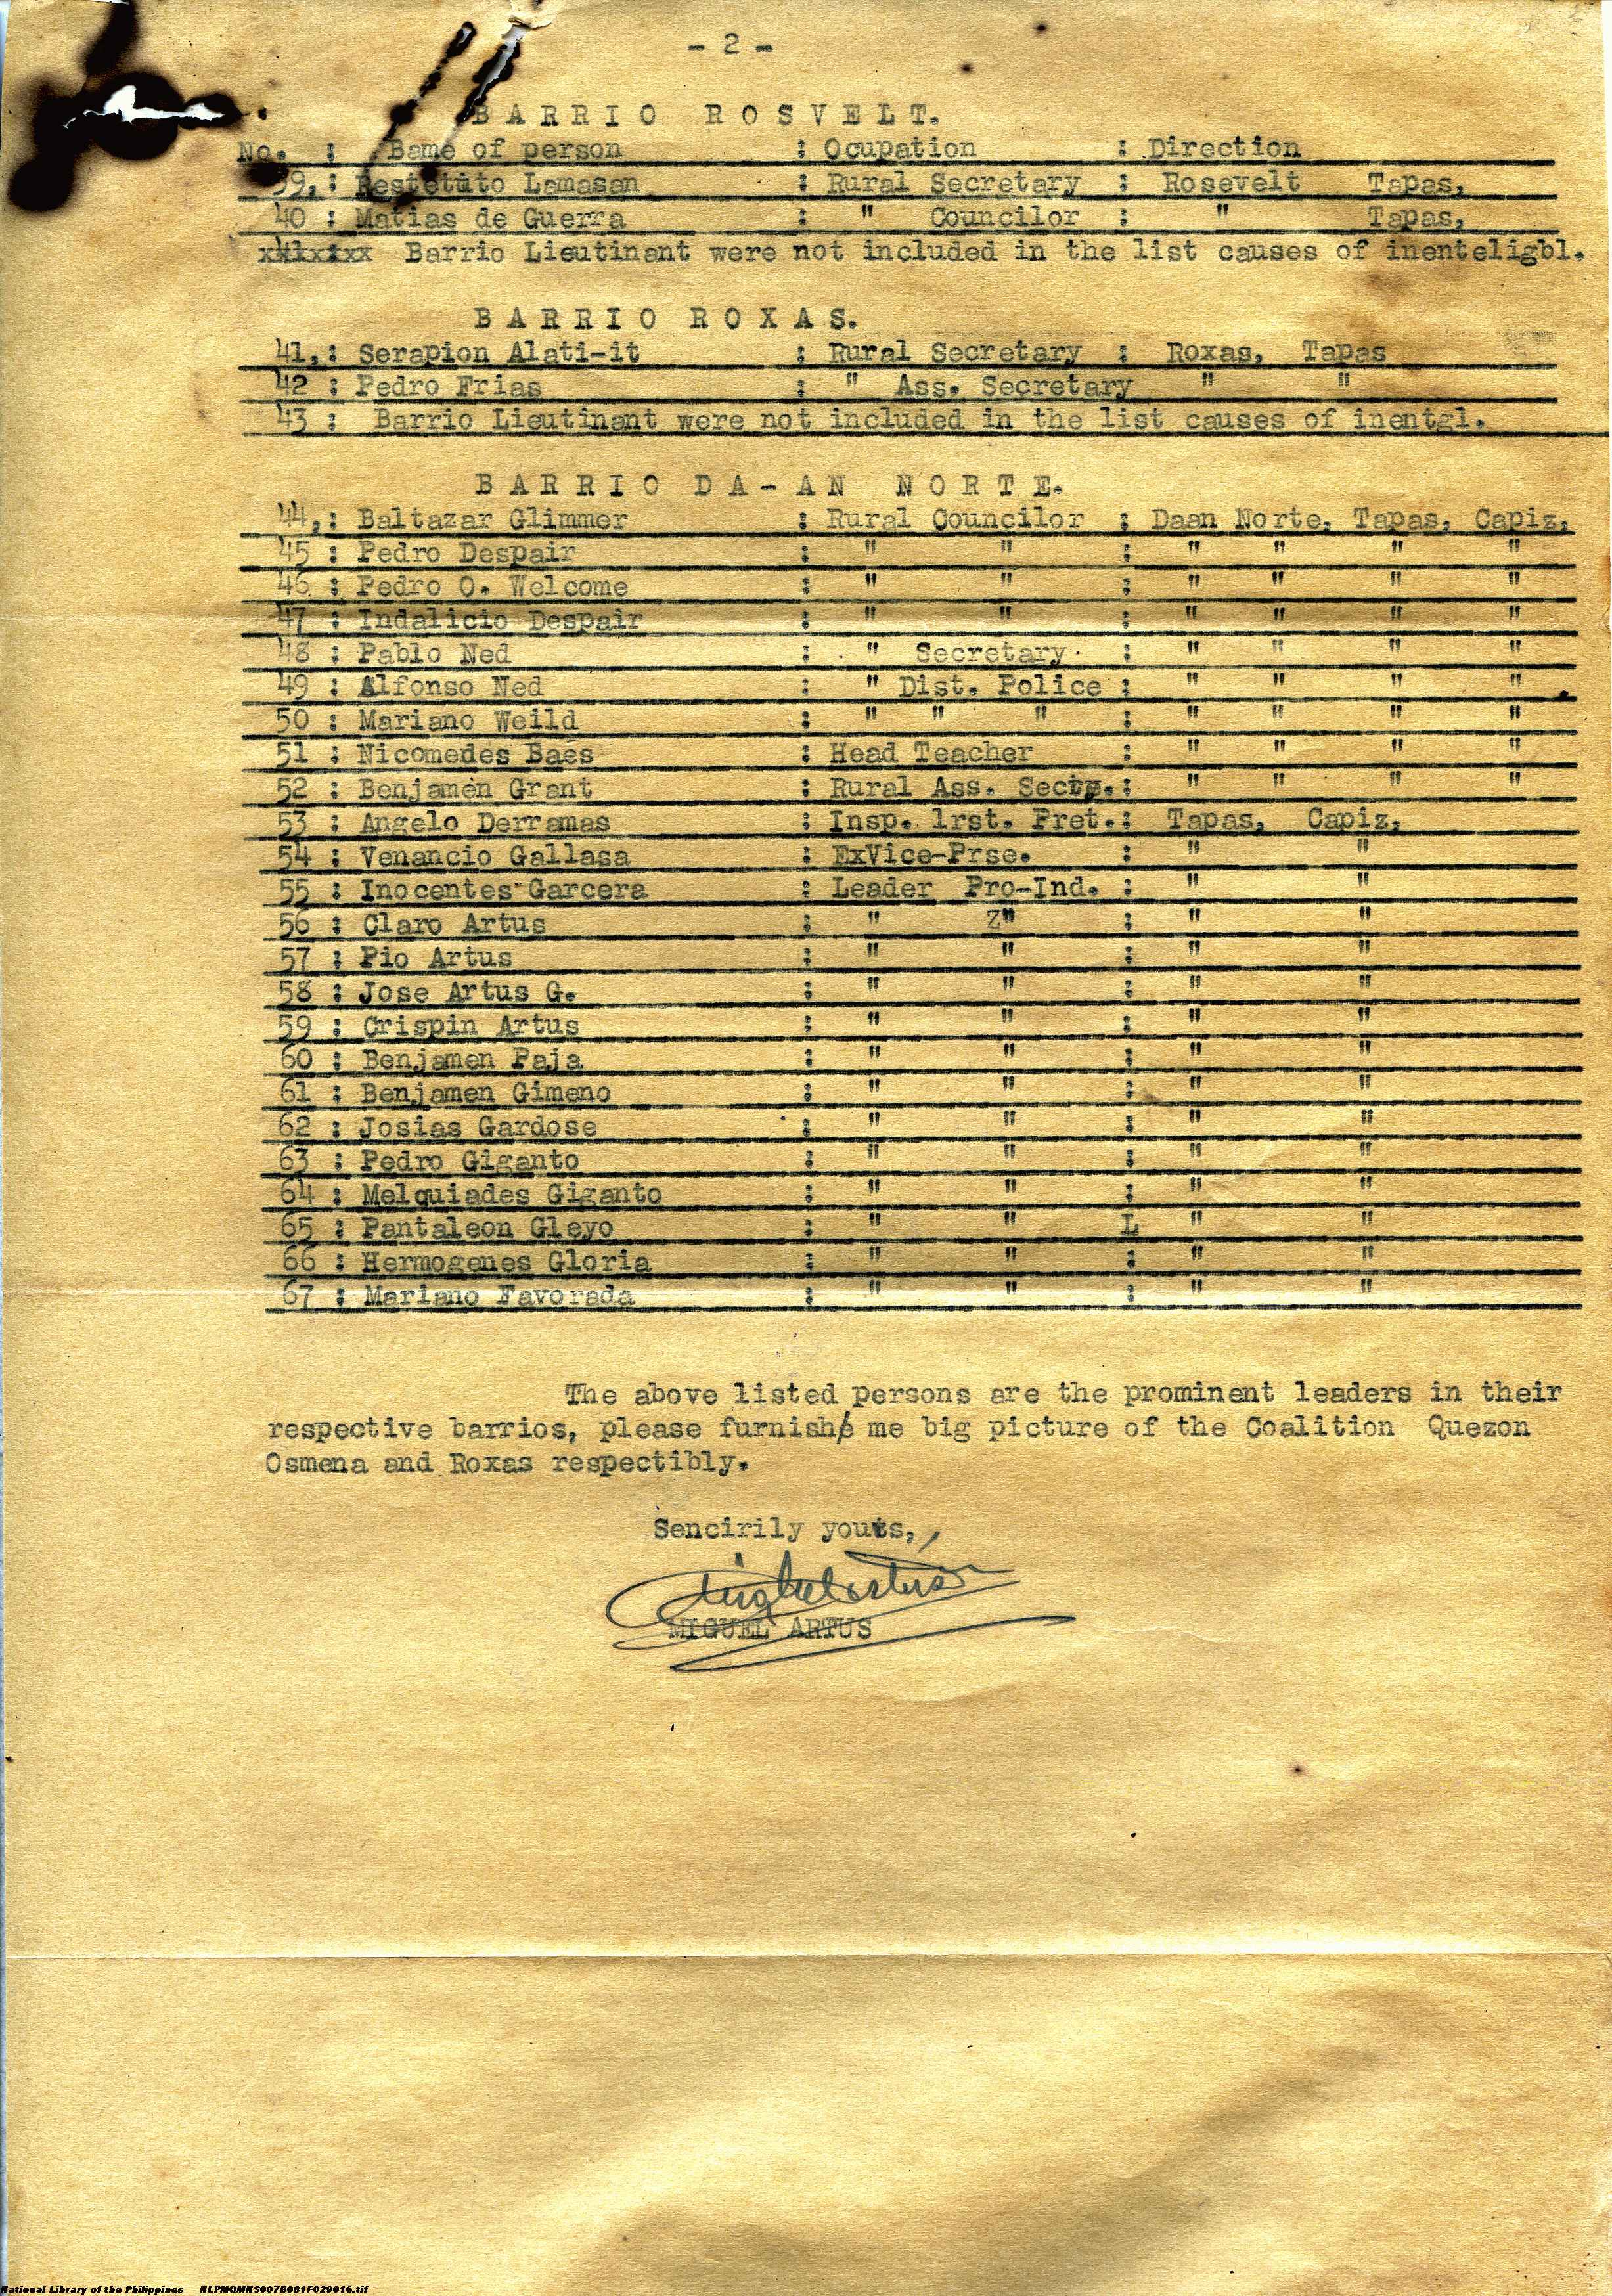 - 2 -
BARRIO ROSVELT.
No. : Bame of person : Ocupation : Direction
39,: Restetuto Lamasan : Rural Secretary : Rosevelt Tapas,
40 : Matias de Guerra : " Councilor : " Tapas,
Barrio Lieutinant were not included in the list causes of inenteligbl.
BARRIO ROXAS.
41,: Serapion Alati-it : Rural Secretary : Roxas, Tapas
42 : Pedro Frias : " Ass. Secretary " "
43 : Barrio Lieutinant were not included in the list causes of inentgl.
BARRIO DA-AN NORTE.
44,: Baltazar Glimmer : Rural Councilor : Daan Norte, Tapas, Capiz,
45 : Pedro Despair : " " : " " " "
46 : Pedro O. Welcome : " " : " " " "
47 : Indalicio Despair : " " : " " " "
48 : Pablo Ned : " Secretary : " " " "
49 : Alfonso Ned : " Dist. Police : " " " "
50 : Mariano Weild : " " " : " " " "
51 : Nicomedes Baes : Head Teacher : " " " "
52 : Benjamen Grant : Rural Ass. Secty.: " " " "
53 : Angelo Derramas : Insp. 1rst. Pret.: Tapas, Capiz,
54 : Venancio Gallasa : ExVice-Prse. : " "
55 : Inocentes Garcera : Leader Pro-Ind. : " "
56 : Claro Artus : " Z" : " "
57 : Pio Artus : " " : " "
58 : Jose Artus G. : " " : " "
59 : Crispin Artus : " " : " "
60 : Benjamen Paja : " " : " "
61 : Benjamen Gimeno : " " : " "
62 : Josias Gardose : " " : " "
63 : Pedro Giganto : " " : " "
64 : Melquiades Giganto : " " : " "
65 : Pantaleon Gleyo : " " L " "
66 : Hermogenes Gloria : " " : " "
67 : Mariano Favorada : " " : " "
The above listed persons are the prominent leaders in their
respective barrios, please furnish me big picture of the Coalition Quezon
Osmena and Roxas respectibly.
Sencirily yours,
Miguel Artus
MIGUEL ARTUS
National Library of the Philippines NLPMQMNS007B081F029016.tif